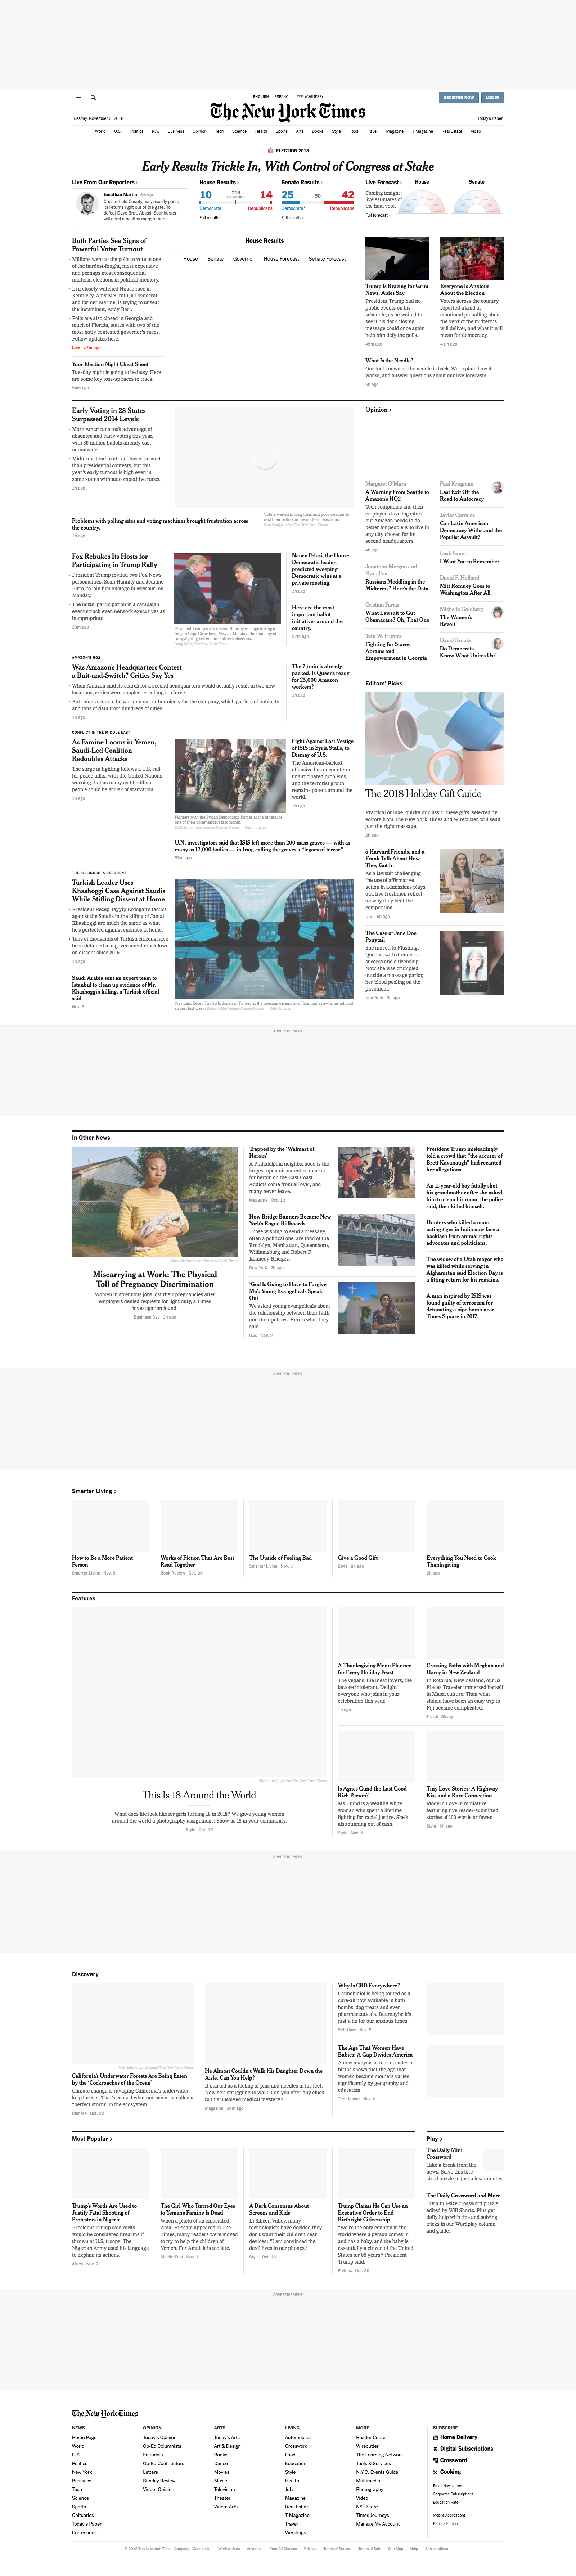 ENGLISH ESPAÑOL 中文 (CHINESE)
REGISTER NOW LOG IN
The New York Times
Tuesday, November 6, 2018
Today's Paper
World U.S. Politics N.Y. Business Opinion Tech Science Health Sports Arts Books Style Food Travel Magazine T Magazine Real Estate Video
ELECTION 2018
Early Results Trickle In, With Control of Congress at Stake
Live From Our Reporters ›
Jonathan Martin 6m ago
Chesterfield County, Va., usually posts
its returns right out of the gate. To
defeat Dave Brat, Abigail Spanberger
will need a healthy margin there.
House Results ›
10 218 14
FOR CONTROL
Democrats Republicans
Full results ›
Senate Results ›
25 50 42
Democrats* Republicans
Full results ›
Live Forecast › House Senate
Coming tonight:
live estimates of
the final vote.
Full forecast ›
Both Parties See Signs of
Powerful Voter Turnout
Millions went to the polls to vote in one
of the hardest-fought, most expensive
and perhaps most consequential
midterm elections in political memory.
In a closely watched House race in
Kentucky, Amy McGrath, a Democrat
and former Marine, is trying to unseat
the incumbent, Andy Barr.
Polls are also closed in Georgia and
much of Florida, states with two of the
most hotly contested governor's races.
Follow updates here.
Live 17m ago
Your Election Night Cheat Sheet
Tuesday night is going to be busy. Here
are some key toss-up races to track.
54m ago
House Results
House Senate Governor House Forecast Senate Forecast
Trump Is Bracing for Grim
News, Aides Say
President Trump had no
public events on his
schedule, as he waited to
see if his dark closing
message could once again
help him defy the polls.
46m ago
Everyone Is Anxious
About the Election
Voters across the country
reported a kind of
emotional pinballing about
the verdict the midterms
will deliver, and what it will
mean for democracy.
41m ago
What Is the Needle?
Our tool known as the needle is back. We explain how it
works, and answer questions about our live forecasts.
6h ago
Early Voting in 28 States
Surpassed 2014 Levels
More Americans took advantage of
absentee and early voting this year,
with 39 million ballots already cast
nationwide.
Midterms tend to attract lower turnout
than presidential contests, but this
year's early turnout is high even in
some states without competitive races.
2h ago
Problems with polling sites and voting machines brought frustration across
the country.
2h ago
Voters waited in long lines and poor weather to
cast their ballots in the midterm elections.
Fox Rebukes Its Hosts for
Participating in Trump Rally
President Trump invited two Fox News
personalities, Sean Hannity and Jeanine
Pirro, to join him onstage in Missouri on
Monday.
The hosts' participation in a campaign
event struck even network executives as
inappropriate.
33m ago
President Trump invited Sean Hannity onstage during a
rally in Cape Girardeau, Mo., on Monday, the final day of
campaigning before the midterm elections.
Nancy Pelosi, the House
Democratic leader,
predicted sweeping
Democratic wins at a
private meeting.
1h ago
Here are the most
important ballot
initiatives around the
country.
27m ago
AMAZON'S HQ2
Was Amazon's Headquarters Contest
a Bait-and-Switch? Critics Say Yes
When Amazon said its search for a second headquarters would actually result in two new
locations, critics were apoplectic, calling it a farce.
But things seem to be working out rather nicely for the company, which got lots of publicity
and tons of data from hundreds of cities.
1h ago
The 7 train is already
packed. Is Queens ready
for 25,000 Amazon
workers?
1h ago
CONFLICT IN THE MIDDLE EAST
As Famine Looms in Yemen,
Saudi-Led Coalition
Redoubles Attacks
The surge in fighting follows a U.S. call
for peace talks, with the United Nations
warning that as many as 14 million
people could be at risk of starvation.
1h ago
Fighters with the Syrian Democratic Forces at the funeral of
one of their commanders last month.
Fight Against Last Vestige
of ISIS in Syria Stalls, to
Dismay of U.S.
The American-backed
offensive has encountered
unanticipated problems,
and the terrorist group
remains potent around the
world.
2h ago
U.N. investigators said that ISIS left more than 200 mass graves — with as
many as 12,000 bodies — in Iraq, calling the graves a “legacy of terror.”
50m ago
THE KILLING OF A DISSIDENT
Turkish Leader Uses
Khashoggi Case Against Saudis
While Stifling Dissent at Home
President Recep Tayyip Erdogan's tactics
against the Saudis in the killing of Jamal
Khashoggi are much the same as what
he's perfected against enemies at home.
Tens of thousands of Turkish citizens have
been detained in a government crackdown
on dissent since 2016.
1h ago
Saudi Arabia sent an expert team to
Istanbul to clean up evidence of Mr.
Khashoggi's killing, a Turkish official
said.
Nov. 5
President Recep Tayyip Erdogan of Turkey at the opening ceremony of Istanbul's new international
airport last week.
Opinion ›
Margaret O'Mara
A Warning From Seattle to
Amazon's HQ2
Tech companies and their
employees love big cities,
but Amazon needs to do
better for people who live in
any city chosen for its
second headquarters.
4h ago
Jonathon Morgan and
Ryan Fox
Russians Meddling in the
Midterms? Here's the Data
Cristian Farias
What Lawsuit to Gut
Obamacare? Oh, That One
Tera W. Hunter
Fighting for Stacey
Abrams and
Empowerment in Georgia
Paul Krugman
Last Exit Off the
Road to Autocracy
Javier Corrales
Can Latin American
Democracy Withstand the
Populist Assault?
Leah Goren
I Want You to Remember
David F. Holland
Mitt Romney Goes to
Washington After All
Michelle Goldberg
The Women's
Revolt
David Brooks
Do Democrats
Know What Unites Us?
Editors' Picks
The 2018 Holiday Gift Guide
Practical or luxe, quirky or classic, these gifts, selected by
editors from The New York Times and Wirecutter, will send
just the right message.
2h ago
5 Harvard Friends, and a
Frank Talk About How
They Got In
As a lawsuit challenging
the use of affirmative
action in admissions plays
out, five freshmen reflect
on why they bear the
competition.
U.S. 8h ago
The Case of Jane Doe
Ponytail
She moved to Flushing,
Queens, with dreams of
success and citizenship.
Now she was crumpled
outside a massage parlor,
her blood pooling on the
pavement.
New York 8h ago
ADVERTISEMENT
In Other News
Miscarrying at Work: The Physical
Toll of Pregnancy Discrimination
Women in strenuous jobs lost their pregnancies after
employers denied requests for light duty, a Times
investigation found.
Business Day 3h ago
Trapped by the ‘Walmart of
Heroin’
A Philadelphia neighborhood is the
largest open-air narcotics market
for heroin on the East Coast.
Addicts come from all over, and
many never leave.
Magazine Oct. 12
How Bridge Banners Became New
York's Rogue Billboards
Those wishing to send a message,
often a political one, are fond of the
Brooklyn, Manhattan, Queensboro,
Williamsburg and Robert F.
Kennedy Bridges.
New York 2h ago
‘God Is Going to Have to Forgive
Me’: Young Evangelicals Speak
Out
We asked young evangelicals about
the relationship between their faith
and their politics. Here's what they
said.
U.S. Nov. 2
President Trump misleadingly
told a crowd that “the accuser of
Brett Kavanaugh” had recanted
her allegations.
An 11-year-old boy fatally shot
his grandmother after she asked
him to clean his room, the police
said, then killed himself.
Hunters who killed a man-
eating tiger in India now face a
backlash from animal rights
advocates and politicians.
The widow of a Utah mayor who
was killed while serving in
Afghanistan said Election Day is
a fitting return for his remains.
A man inspired by ISIS was
found guilty of terrorism for
detonating a pipe bomb near
Times Square in 2017.
ADVERTISEMENT
Smarter Living ›
How to Be a More Patient
Person
Smarter Living Nov. 5
Works of Fiction That Are Best
Read Together
Book Review Oct. 30
The Upside of Feeling Bad
Smarter Living Nov. 5
Give a Good Gift
Style 6h ago
Everything You Need to Cook
Thanksgiving
2h ago
Features
This Is 18 Around the World
What does life look like for girls turning 18 in 2018? We gave young women
around the world a photography assignment: Show us 18 in your community.
Style Oct. 13
A Thanksgiving Menu Planner
for Every Holiday Feast
The vegans, the meat lovers, the
lactose intolerant. Delight
everyone who joins in your
celebration this year.
1h ago
Crossing Paths with Meghan and
Harry in New Zealand
In Rotorua, New Zealand, our 52
Places Traveler immersed herself
in Maori culture. Then what
should have been an easy trip to
Fiji became complicated.
Travel 8h ago
Is Agnes Gund the Last Good
Rich Person?
Ms. Gund is a wealthy white
woman who spent a lifetime
fighting for racial justice. She's
also running out of cash.
Style Nov. 3
Tiny Love Stories: A Highway
Kiss and a Rare Connection
Modern Love in miniature,
featuring five reader-submitted
stories of 100 words or fewer.
Style 5h ago
ADVERTISEMENT
Discovery
California's Underwater Forests Are Being Eaten
by the ‘Cockroaches of the Ocean’
Climate change is ravaging California's underwater
kelp forests. That's caused what one scientist called a
“perfect storm” in the ecosystem.
Climate Oct. 22
He Almost Couldn't Walk His Daughter Down the
Aisle. Can You Help?
It started as a feeling of pins and needles in his feet.
Now he's struggling to walk. Can you offer any clues
to this unsolved medical mystery?
Magazine 24m ago
Why Is CBD Everywhere?
Cannabidiol is being touted as a
cure-all now available in bath
bombs, dog treats and even
pharmaceuticals. But maybe it's
just a fix for our anxious times.
Self-Care Nov. 5
The Age That Women Have
Babies: A Gap Divides America
A new analysis of four decades of
births shows that the age that
women become mothers varies
significantly by geography and
education.
The Upshot Nov. 6
Most Popular ›
Trump's Words Are Used to
Justify Fatal Shooting of
Protesters in Nigeria
President Trump said rocks
would be considered firearms if
thrown at U.S. troops. The
Nigerian Army used his language
to explain its actions.
Africa Nov. 2
The Girl Who Turned Our Eyes
to Yemen's Famine Is Dead
When a photo of an emaciated
Amal Hussain appeared in The
Times, many readers were moved
to try to help the children of
Yemen. For Amal, it is too late.
Middle East Nov. 1
A Dark Consensus About
Screens and Kids
In Silicon Valley, many
technologists have decided they
don't want their children near
devices: “I am convinced the
devil lives in our phones.”
Style Oct. 26
Trump Claims He Can Use an
Executive Order to End
Birthright Citizenship
“We're the only country in the
world where a person comes in
and has a baby, and the baby is
essentially a citizen of the United
States for 85 years,” President
Trump said.
Politics Oct. 30
Play ›
The Daily Mini
Crossword
Take a break from the
news. Solve this bite-
sized puzzle in just a few minutes.
The Daily Crossword and More
Try a full-size crossword puzzle
edited by Will Shortz. Plus get
daily help with tips and solving
tricks in our Wordplay column
and guide.
ADVERTISEMENT
The New York Times
NEWS
Home Page
World
U.S.
Politics
New York
Business
Tech
Science
Sports
Obituaries
Today's Paper
Corrections
OPINION
Today's Opinion
Op-Ed Columnists
Editorials
Op-Ed Contributors
Letters
Sunday Review
Video: Opinion
ARTS
Today's Arts
Art & Design
Books
Dance
Movies
Music
Television
Theater
Video: Arts
LIVING
Automobiles
Crossword
Food
Education
Style
Health
Jobs
Magazine
Real Estate
T Magazine
Travel
Weddings
MORE
Reader Center
Wirecutter
The Learning Network
Tools & Services
N.Y.C. Events Guide
Multimedia
Photography
Video
NYT Store
Times Journeys
Manage My Account
SUBSCRIBE
Home Delivery
Digital Subscriptions
Crossword
Cooking
Email Newsletters
Corporate Subscriptions
Education Rate
Mobile Applications
Replica Edition
© 2018 The New York Times Company Contact Us Work with us Advertise Your Ad Choices Privacy Terms of Service Terms of Sale Site Map Help Subscriptions